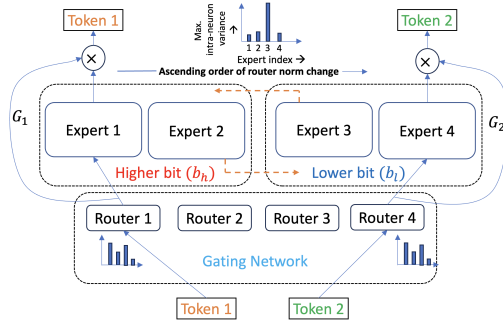 Token 1
Max.
intra-neuron
variance
1 2 3 4
Expert index →
Token 2
×
×
Ascending order of router norm change
G1
G2
Expert 1
Expert 2
Expert 3
Expert 4
Higher bit (bh)
Lower bit (bl)
Router 1
Router 2
Router 3
Router 4
Gating Network
Token 1
Token 2